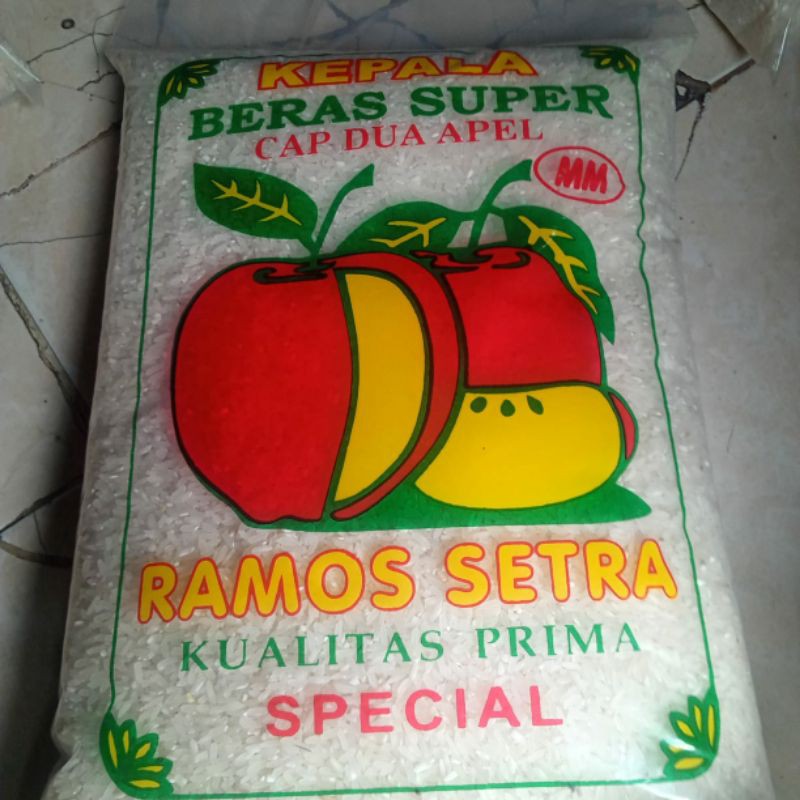 KEPALA
BERAS SUPER
CAP DUA APEL
MM
RAMOS SETRA
KUALITAS PRIMA
SPECIAL